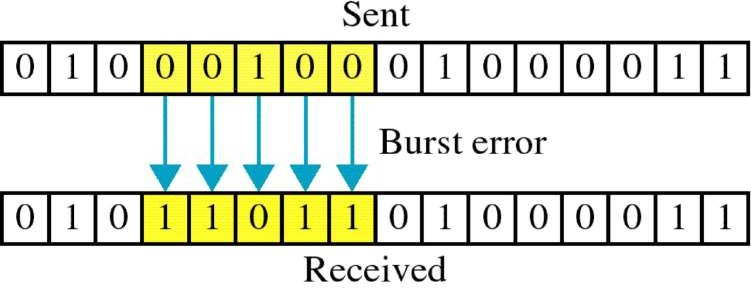 Sent
0 1 0 0 0 1 0 0 0 1 0 0 0 0 1 1
Burst error
0 1 0 1 1 0 1 1 0 1 0 0 0 0 1 1
Received